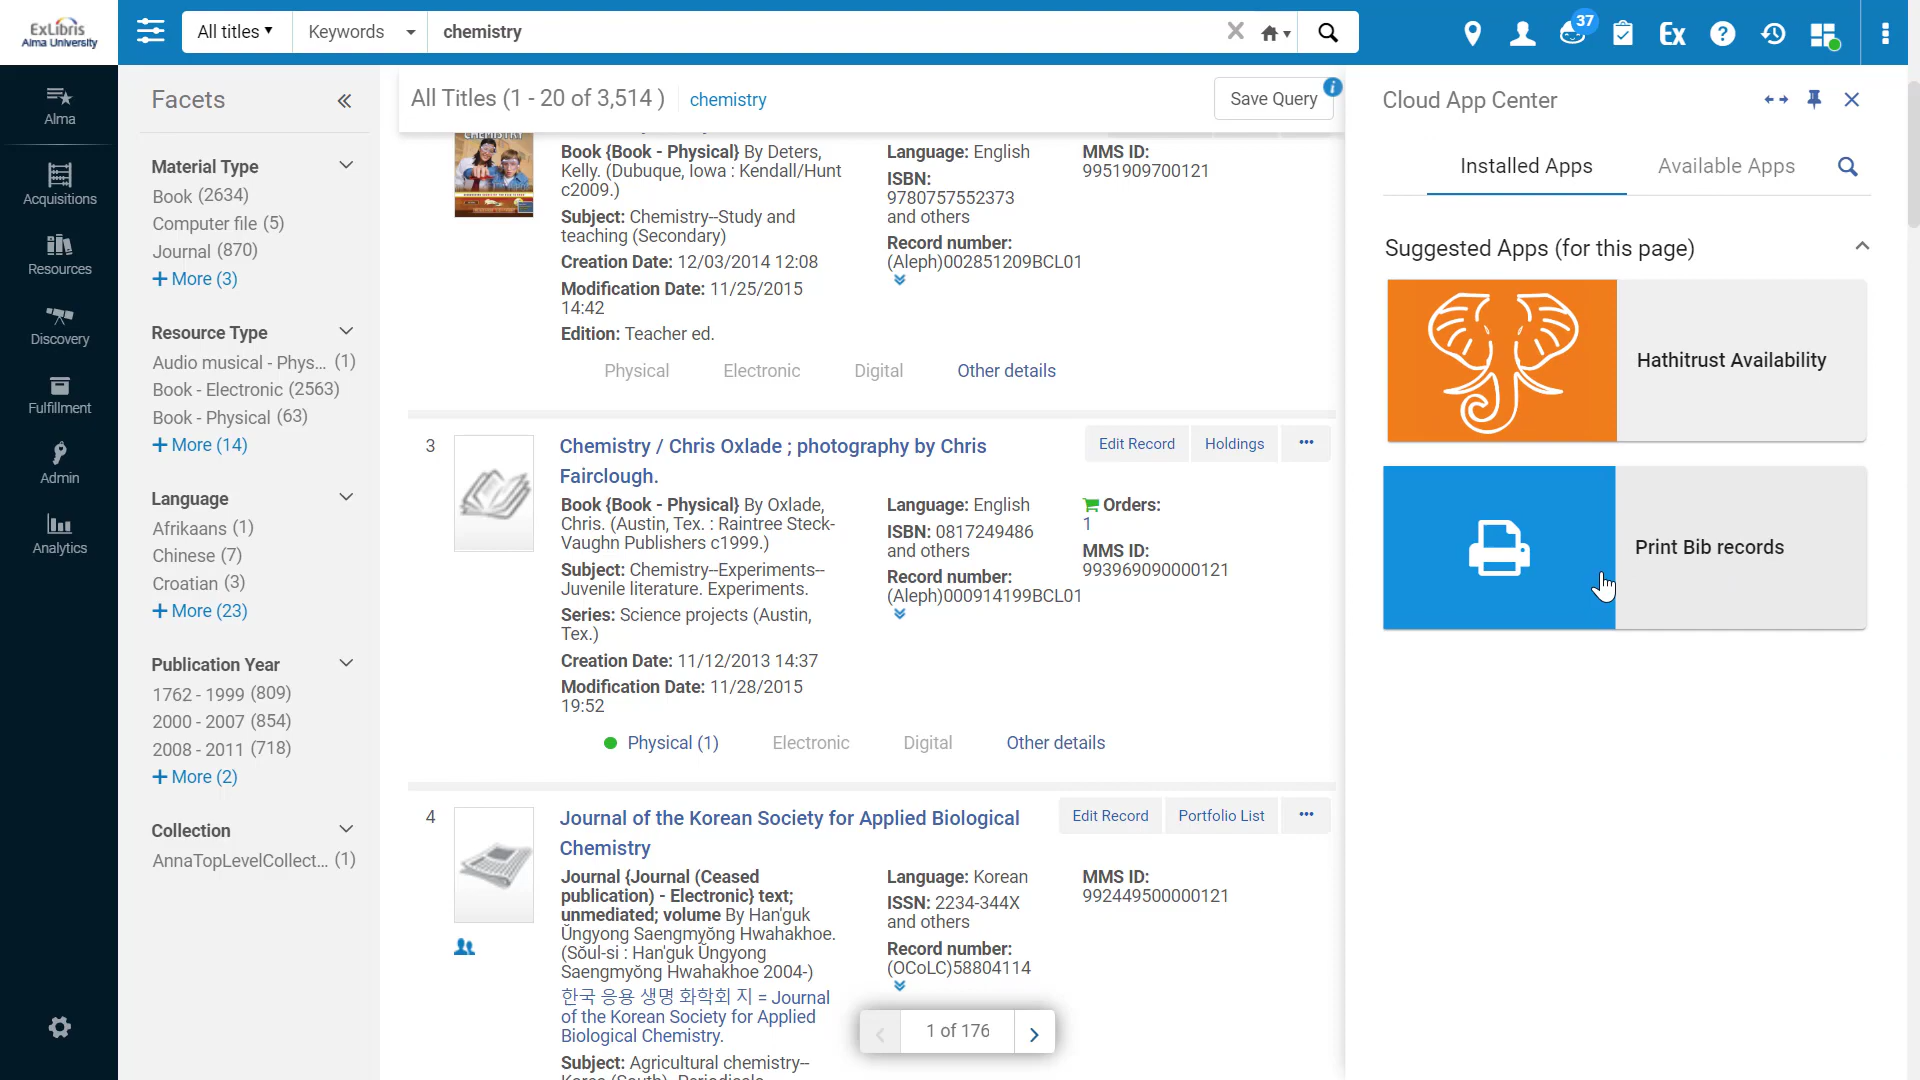 ExLibris
Alma University
All titles
Keywords
chemistry
37
Ex
?
Alma
Acquisitions
Resources
Discovery
Fulfillment
Admin
Analytics
Facets
Material Type
Book (2634)
Computer file (5)
Journal (870)
+ More (3)
Resource Type
Audio musical - Phys... (1)
Book - Electronic (2563)
Book - Physical (63)
+ More (14)
Language
Afrikaans (1)
Chinese (7)
Croatian (3)
+ More (23)
Publication Year
1762 - 1999 (809)
2000 - 2007 (854)
2008 - 2011 (718)
+ More (2)
Collection
AnnaTopLevelCollect... (1)
All Titles (1 - 20 of 3,514 )
chemistry
Save Query
i
CHEMISTRY
Book {Book - Physical} By Deters,
Kelly. (Dubuque, Iowa : Kendall/Hunt
c2009.)
Subject: Chemistry--Study and
teaching (Secondary)
Creation Date: 12/03/2014 12:08
Modification Date: 11/25/2015
14:42
Edition: Teacher ed.
Language: English
ISBN:
9780757552373
and others
Record number:
(Aleph)002851209BCL01
MMS ID:
9951909700121
Physical
Electronic
Digital
Other details
3
Chemistry / Chris Oxlade ; photography by Chris
Fairclough.
Edit Record
Holdings
Book {Book - Physical} By Oxlade,
Chris. (Austin, Tex. : Raintree Steck-
Vaughn Publishers c1999.)
Subject: Chemistry--Experiments--
Juvenile literature. Experiments.
Series: Science projects (Austin,
Tex.)
Creation Date: 11/12/2013 14:37
Modification Date: 11/28/2015
19:52
Language: English
ISBN: 0817249486
and others
Record number:
(Aleph)000914199BCL01
Orders:
1
MMS ID:
993969090000121
Physical (1)
Electronic
Digital
Other details
4
Journal of the Korean Society for Applied Biological
Chemistry
Edit Record
Portfolio List
Journal {Journal (Ceased
publication) - Electronic} text;
unmediated; volume By Han'guk
Ŭngyong Saengmyŏng Hwahakhoe.
(Sŏul-si : Han'guk Ŭngyong
Saengmyŏng Hwahakhoe 2004-)
한국 응용 생명 화학회 지 = Journal
of the Korean Society for Applied
Biological Chemistry.
Subject: Agricultural chemistry--
Korea (South)--Periodicals
Language: Korean
ISSN: 2234-344X
and others
Record number:
(OCoLC)58804114
MMS ID:
992449500000121
1 of 176
Cloud App Center
Installed Apps
Available Apps
Suggested Apps (for this page)
Hathitrust Availability
Print Bib records